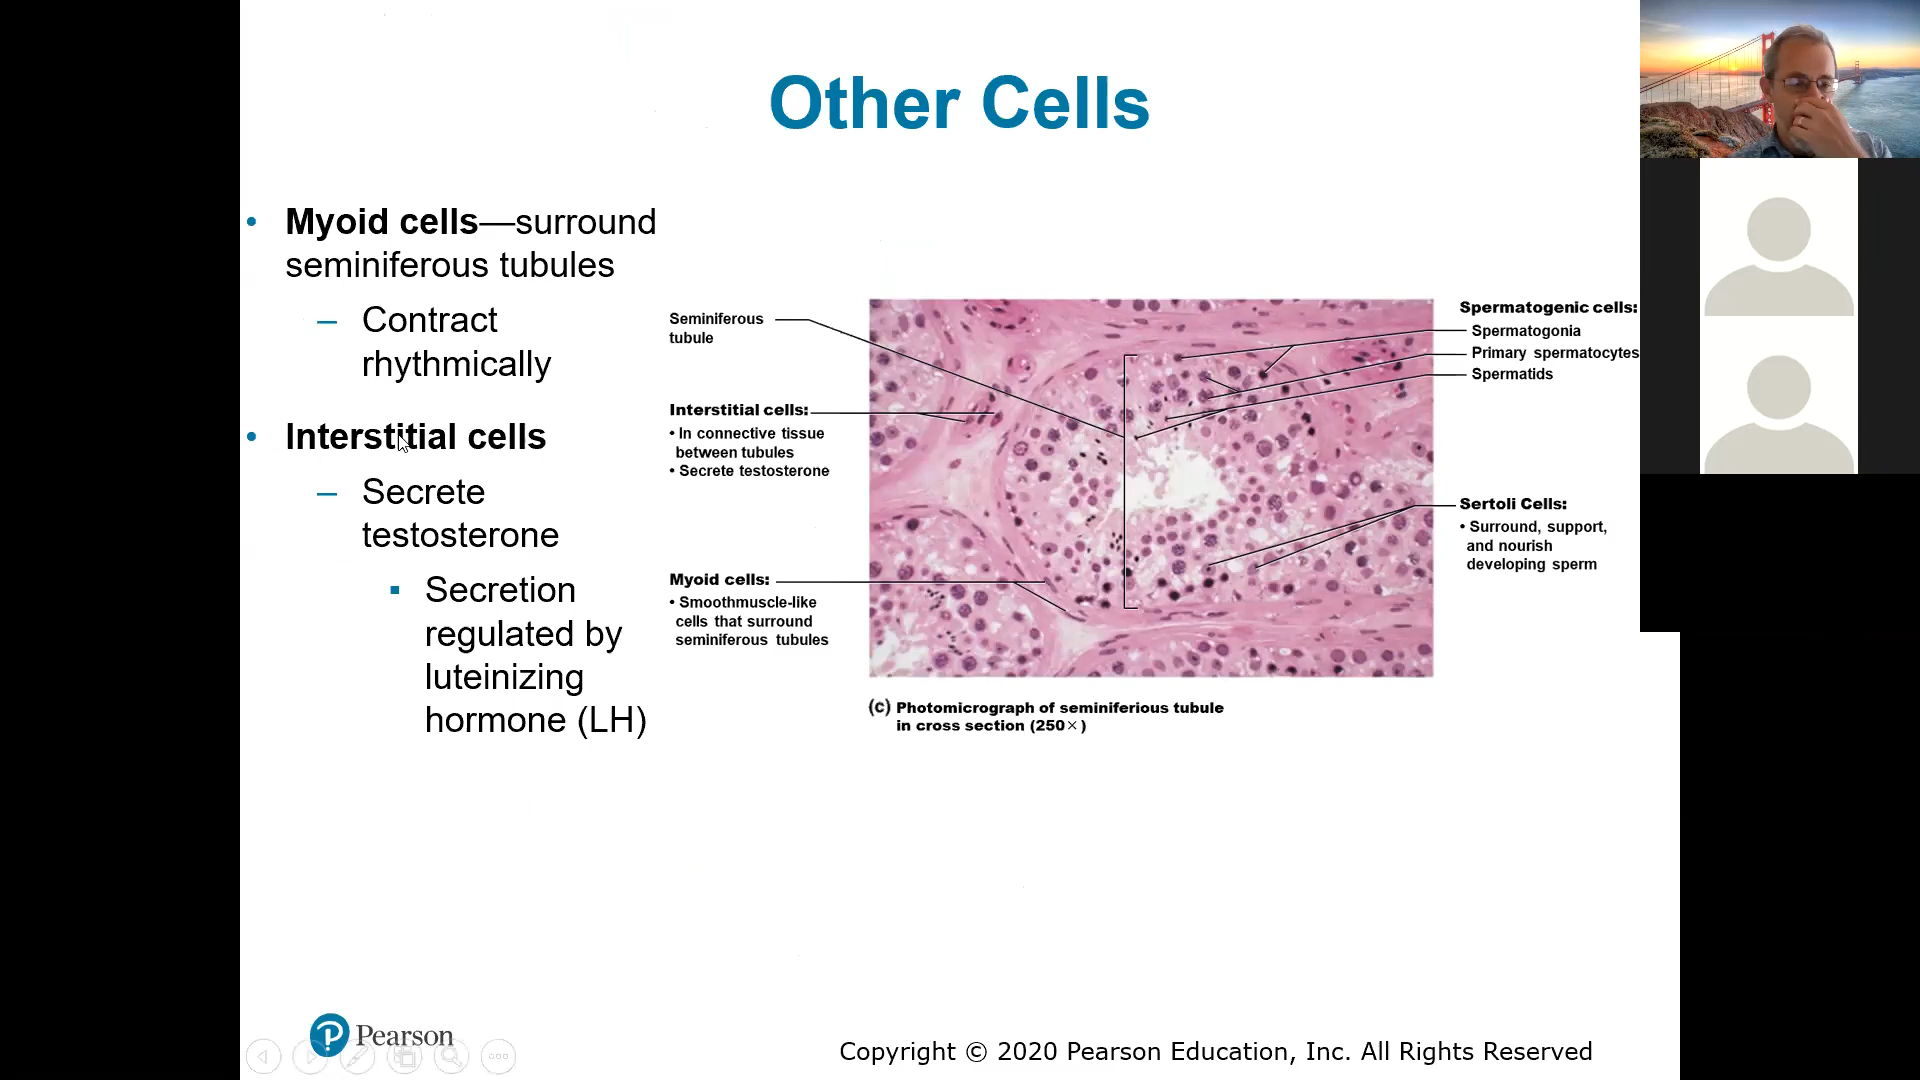 Other Cells
• Myoid cells—surround
seminiferous tubules
– Contract
rhythmically
• Interstitial cells
– Secrete
testosterone
▪ Secretion
regulated by
luteinizing
hormone (LH)
Seminiferous
tubule
Interstitial cells:
• In connective tissue
between tubules
• Secrete testosterone
Myoid cells:
• Smoothmuscle-like
cells that surround
seminiferous tubules
Spermatogenic cells:
Spermatogonia
Primary spermatocytes
Spermatids
Sertoli Cells:
• Surround, support,
and nourish
developing sperm
(c) Photomicrograph of seminiferious tubule
in cross section (250×)
Pearson
Copyright © 2020 Pearson Education, Inc. All Rights Reserved